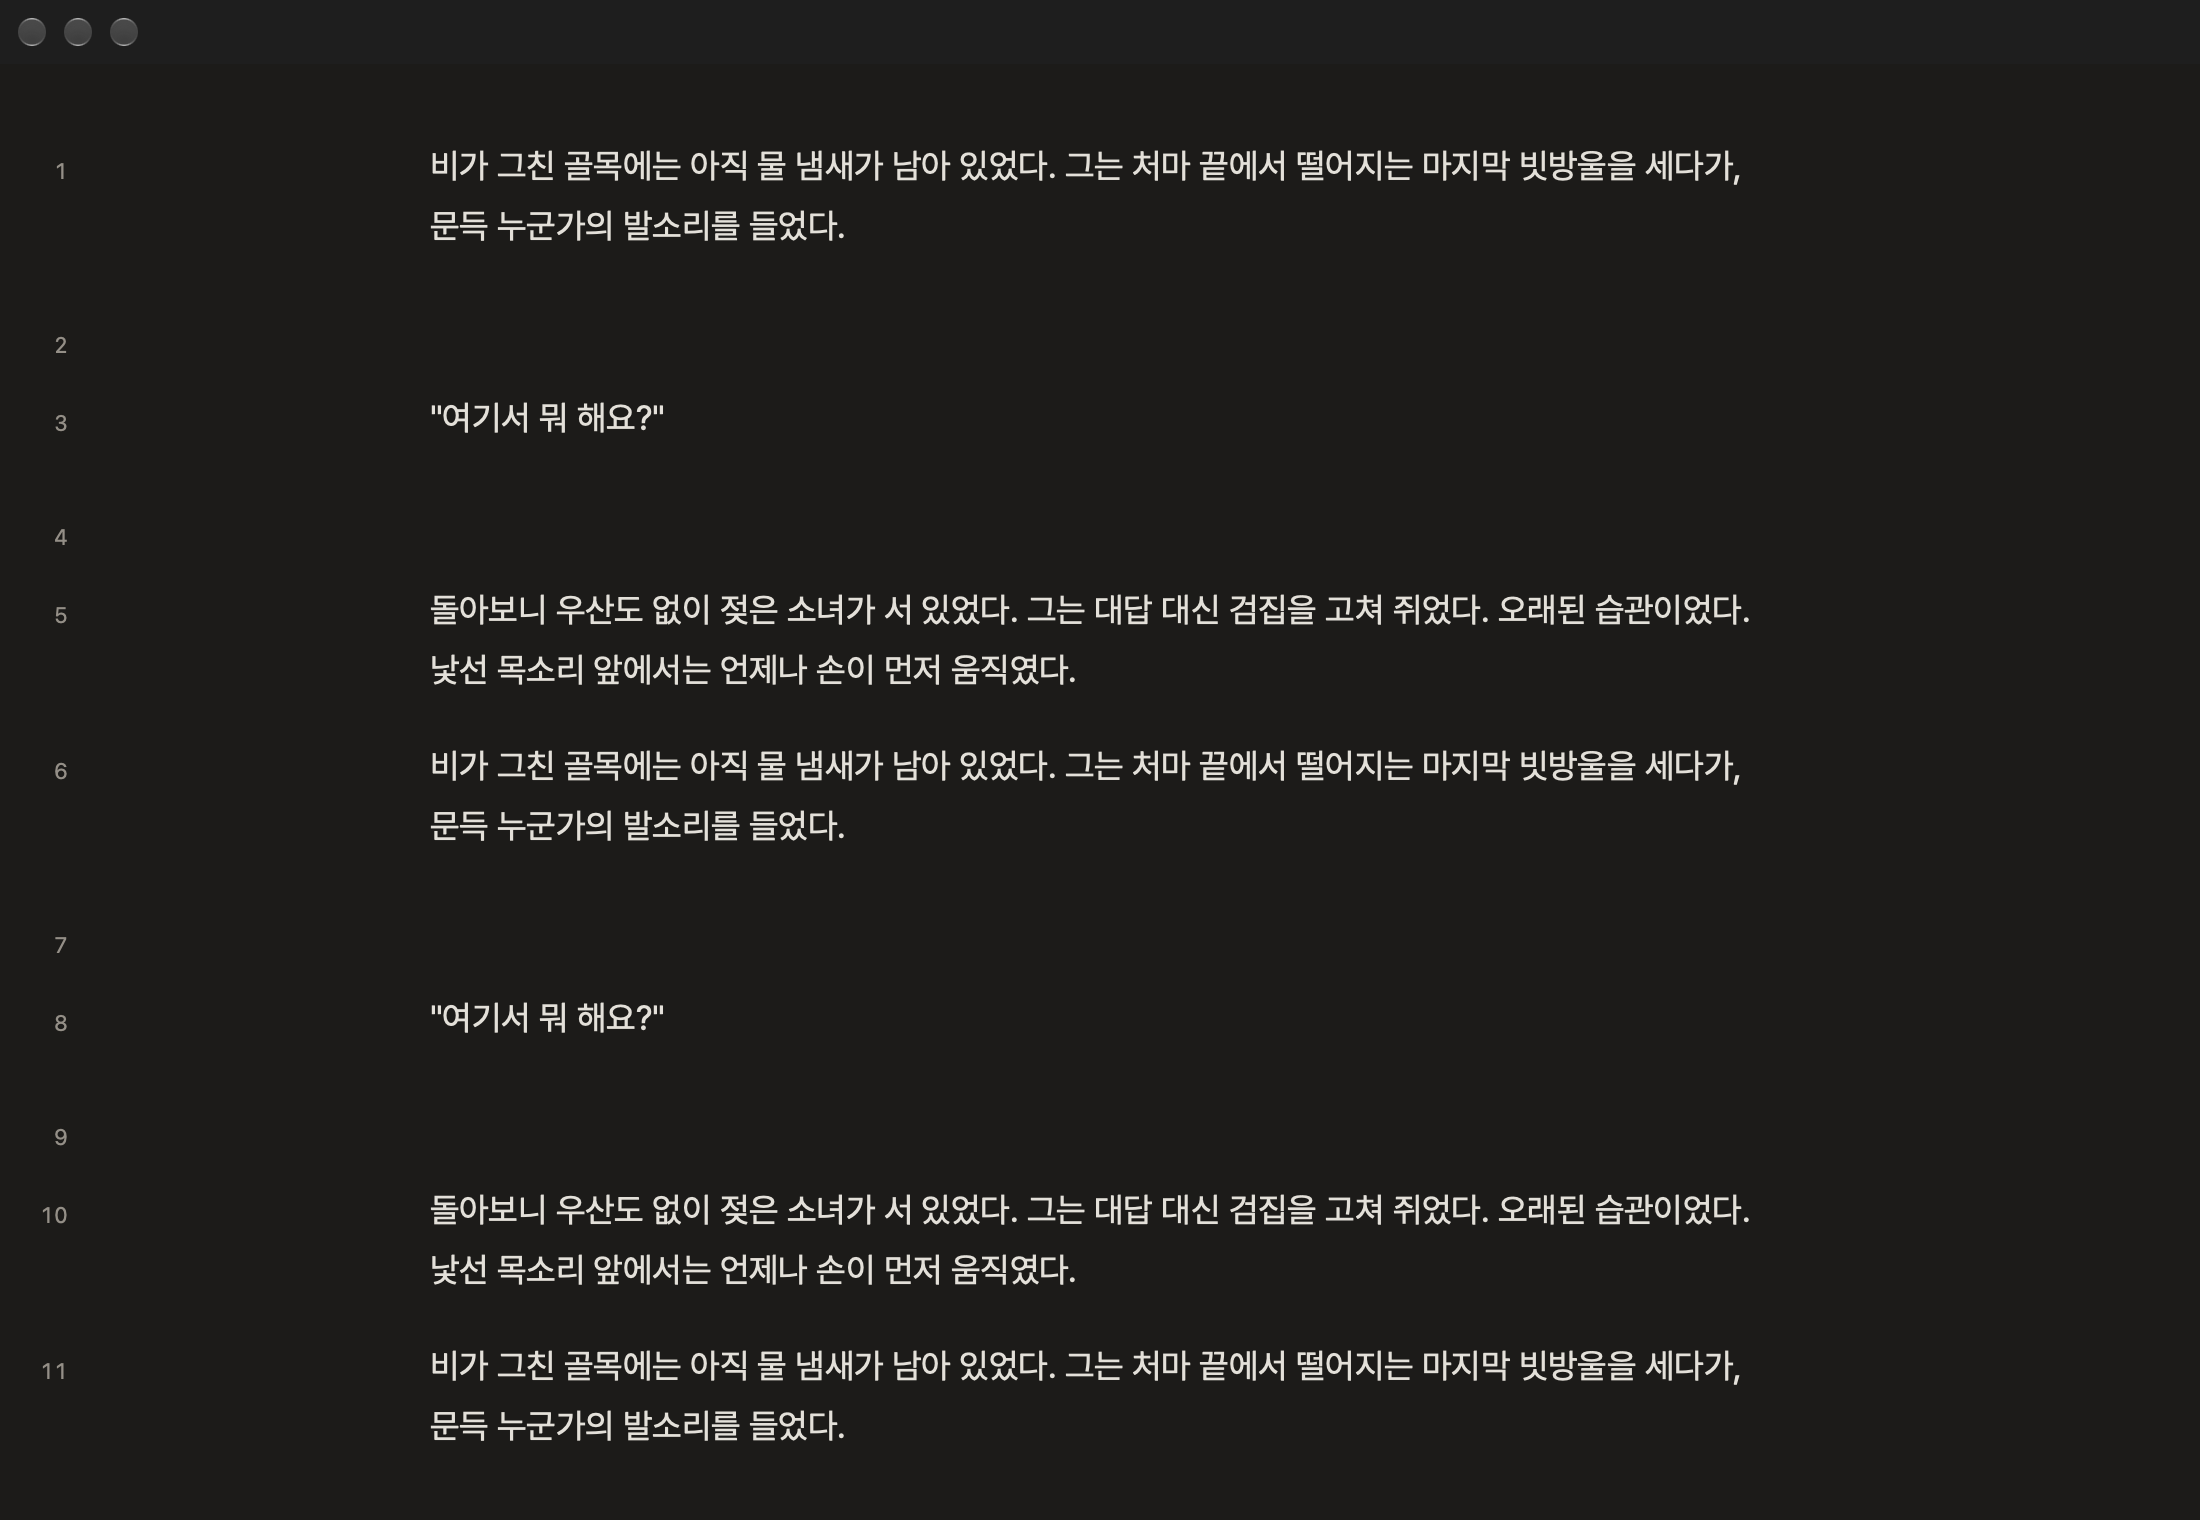 1 비가 그친 골목에는 아직 물 냄새가 남아 있었다. 그는 처마 끝에서 떨어지는 마지막 빗방울을 세다가,
문득 누군가의 발소리를 들었다.
2
3 "여기서 뭐 해요?"
4
5 돌아보니 우산도 없이 젖은 소녀가 서 있었다. 그는 대답 대신 검집을 고쳐 쥐었다. 오래된 습관이었다.
낯선 목소리 앞에서는 언제나 손이 먼저 움직였다.
6 비가 그친 골목에는 아직 물 냄새가 남아 있었다. 그는 처마 끝에서 떨어지는 마지막 빗방울을 세다가,
문득 누군가의 발소리를 들었다.
7
8 "여기서 뭐 해요?"
9
10 돌아보니 우산도 없이 젖은 소녀가 서 있었다. 그는 대답 대신 검집을 고쳐 쥐었다. 오래된 습관이었다.
낯선 목소리 앞에서는 언제나 손이 먼저 움직였다.
11 비가 그친 골목에는 아직 물 냄새가 남아 있었다. 그는 처마 끝에서 떨어지는 마지막 빗방울을 세다가,
문득 누군가의 발소리를 들었다.